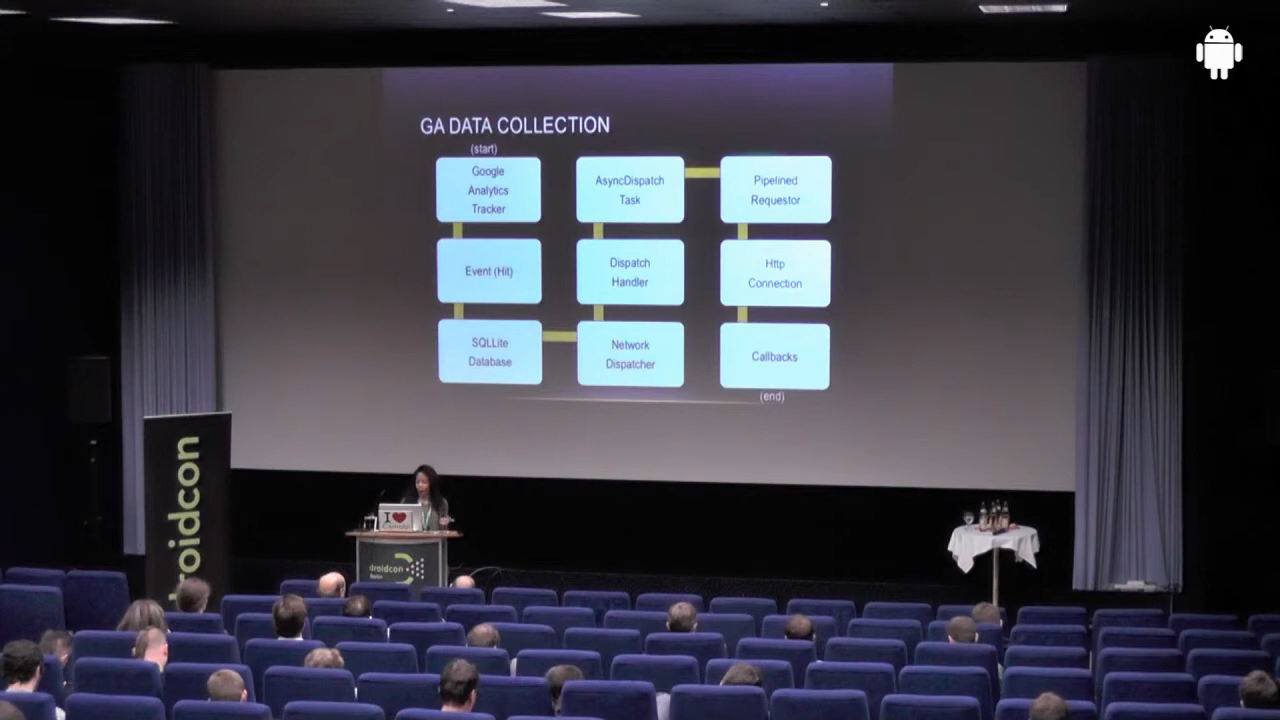 GA DATA COLLECTION
(start)
Google
Analytics
Tracker
Event (Hit)
SQLLite
Database
AsyncDispatch
Task
Dispatch
Handler
Network
Dispatcher
Pipelined
Requestor
Http
Connection
Callbacks
(end)
droidcon
I
droidcon
Berlin